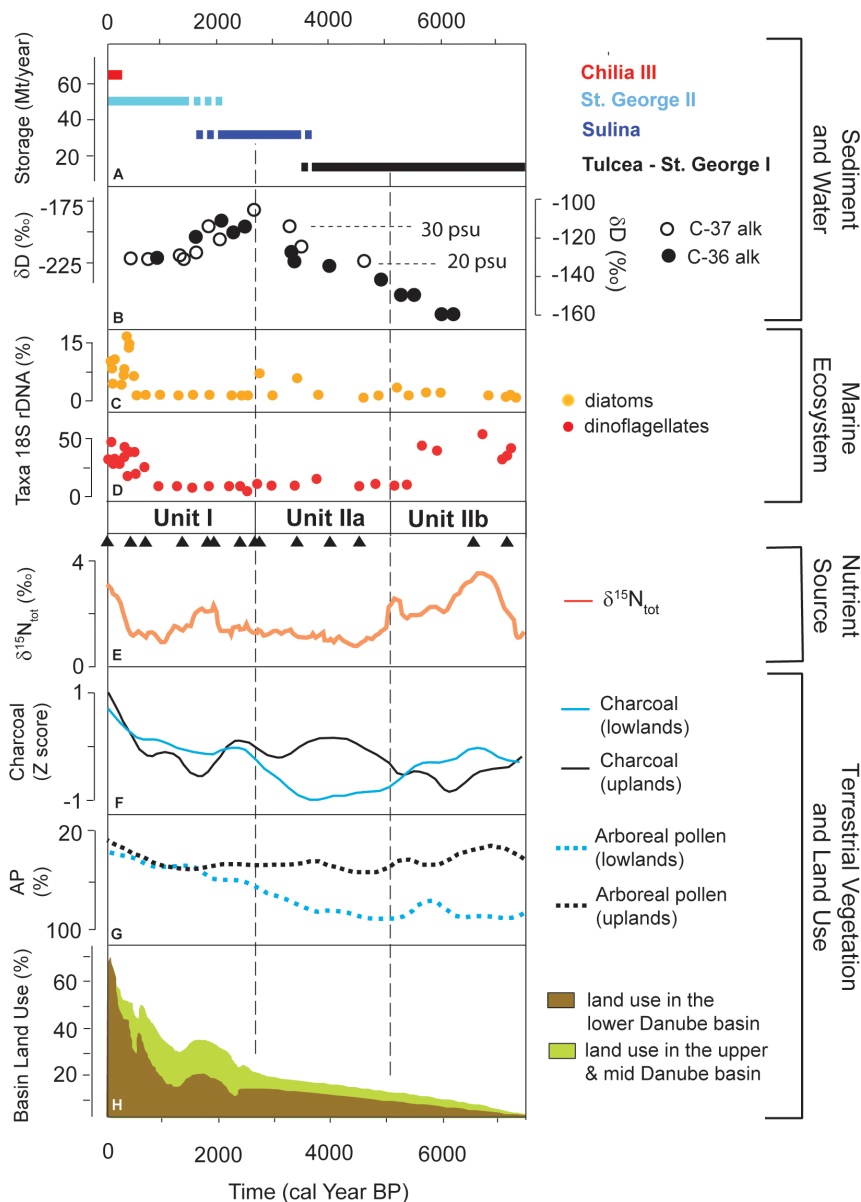 0 2000 4000 6000
Storage (Mt/year)
60
40
20
A
Chilia III
St. George II
Sulina
Tulcea - St. George I
Sediment
and Water
δD (‰)
-175
-225
B
30 psu
20 psu
-100
-120
-140
-160
δD
(‰)
C-37 alk
C-36 alk
Taxa 18S rDNA (%)
15
0
C
50
0
D
diatoms
dinoflagellates
Marine
Ecosystem
Unit I Unit IIa Unit IIb
δ¹⁵Ntot (‰)
4
0
E
δ¹⁵Ntot
Nutrient
Source
Charcoal
(Z score)
1
-1
F
Charcoal
(lowlands)
Charcoal
(uplands)
AP
(%)
20
100
G
Arboreal pollen
(lowlands)
Arboreal pollen
(uplands)
Terrestrial Vegetation
and Land Use
Basin Land Use (%)
60
40
20
H
land use in the
lower Danube basin
land use in the upper
& mid Danube basin
0 2000 4000 6000
Time (cal Year BP)